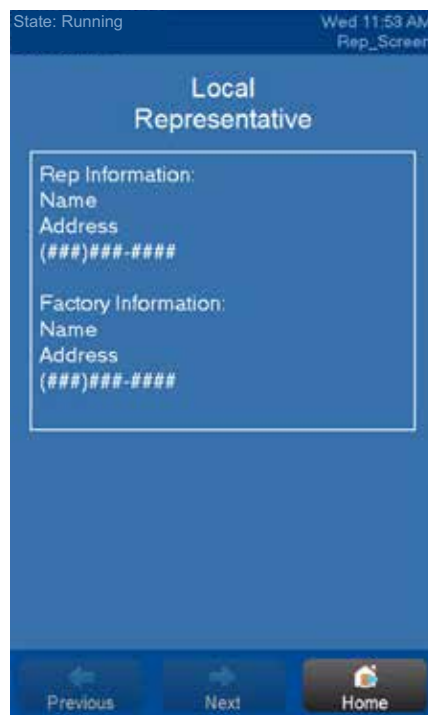 State: Running
Wed 11:53 AM
Rep_Screen
Local
Representative
Rep Information:
Name
Address
(###)###-####
Factory Information:
Name
Address
(###)###-####
Previous
Next
Home